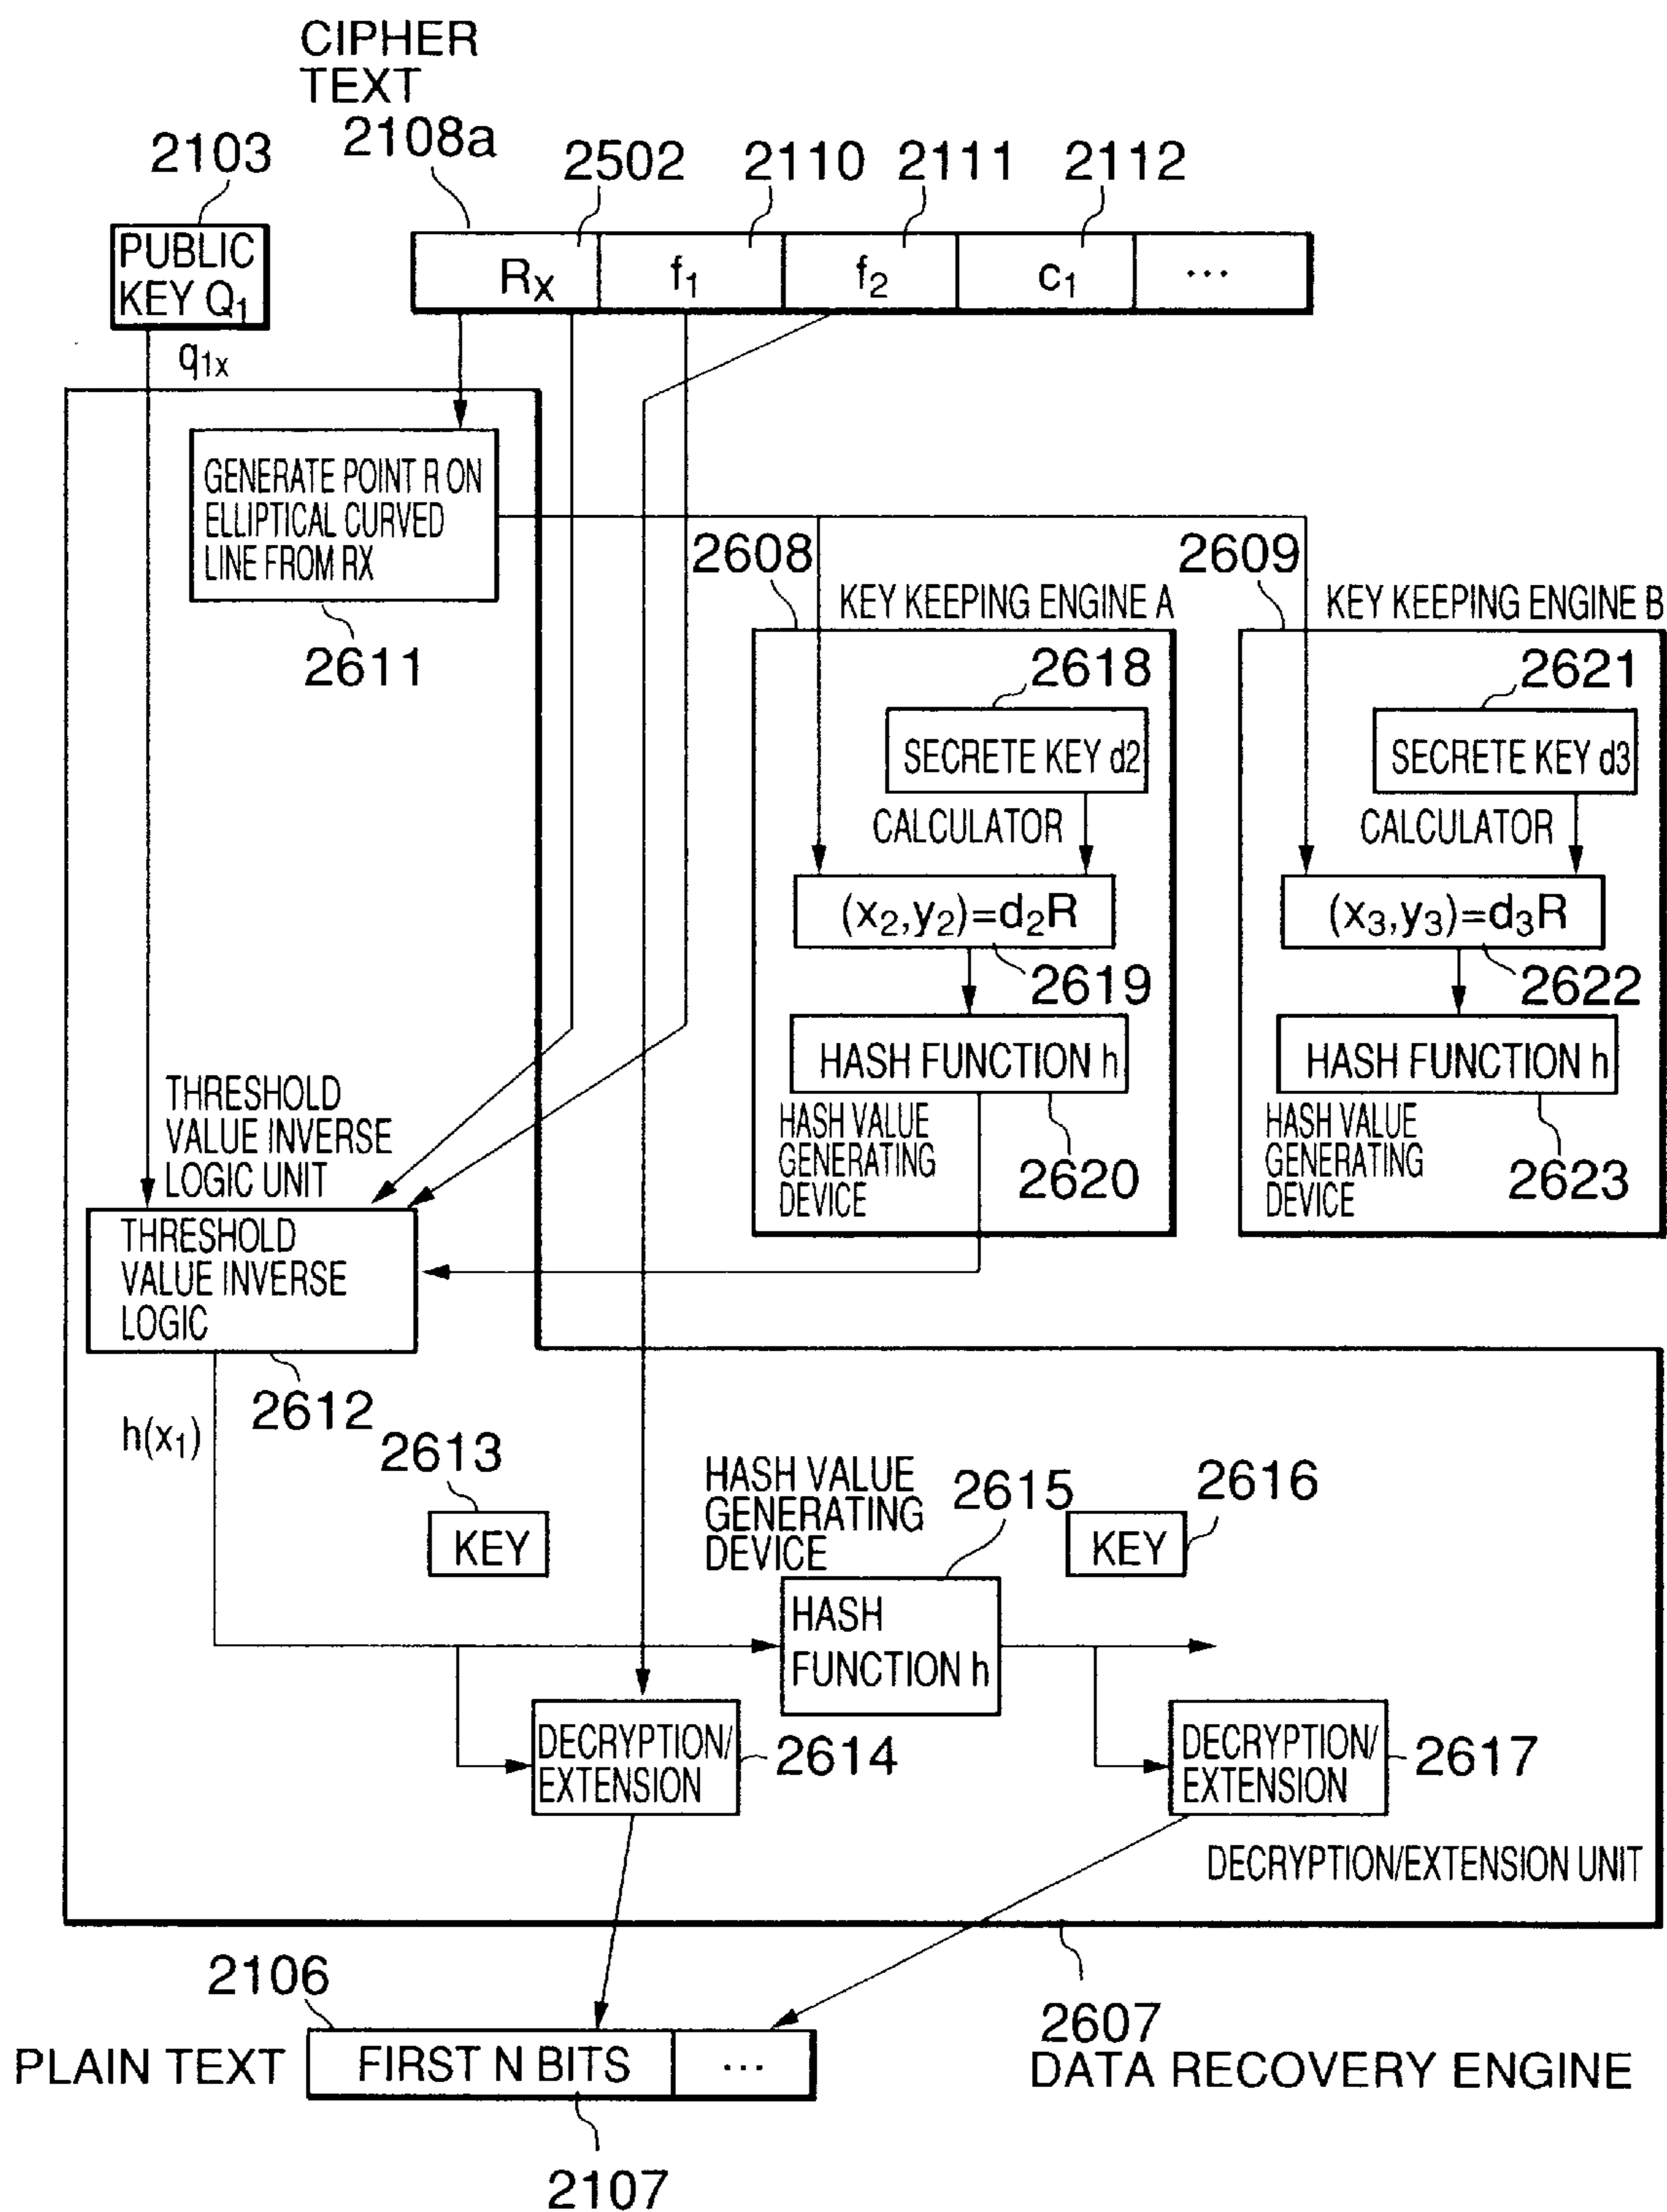 CIPHER
TEXT
2108a
2103
2502
2110
2111
2112
PUBLIC
KEY Q1
RX
f1
f2
c1
...
q1x
GENERATE POINT R ON
ELLIPTICAL CURVED
LINE FROM RX
2611
2608
KEY KEEPING ENGINE A
2618
SECRETE KEY d2
CALCULATOR
(x2,y2)=d2R
2619
HASH FUNCTION h
HASH VALUE
GENERATING
DEVICE
2620
2609
KEY KEEPING ENGINE B
2621
SECRETE KEY d3
CALCULATOR
(x3,y3)=d3R
2622
HASH FUNCTION h
HASH VALUE
GENERATING
DEVICE
2623
THRESHOLD
VALUE INVERSE
LOGIC UNIT
THRESHOLD
VALUE INVERSE
LOGIC
2612
h(x1)
2613
KEY
HASH VALUE
GENERATING
DEVICE
2615
HASH
FUNCTION h
2616
KEY
DECRYPTION/
EXTENSION
2614
DECRYPTION/
EXTENSION
2617
DECRYPTION/EXTENSION UNIT
2106
PLAIN TEXT
FIRST N BITS
...
2107
2607
DATA RECOVERY ENGINE